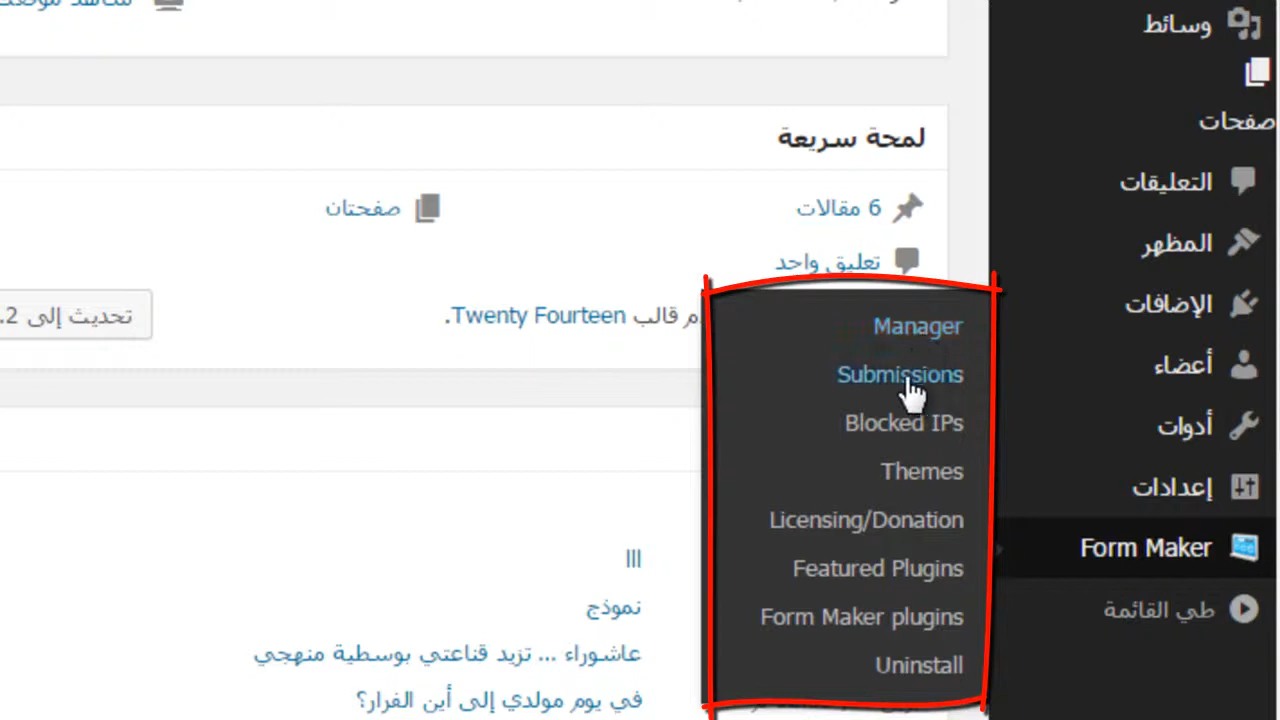 وسائط
صفحات
التعليقات
المظهر
الإضافات
أعضاء
أدوات
إعدادات
Form Maker
طي القائمة
Manager
Submissions
Blocked IPs
Themes
Licensing/Donation
Featured Plugins
Form Maker plugins
Uninstall
لمحة سريعة
6 مقالات
صفحتان
تعليق واحد
قالب Twenty Fourteen.
تحديث إلى
نموذج
عاشوراء ... تزيد قناعتي بوسطية منهجي
في يوم مولدي إلى أين الفرار؟